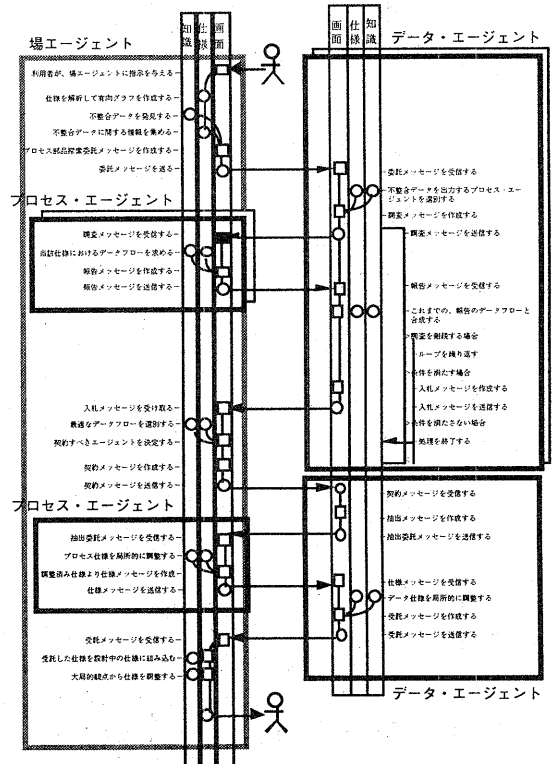 知識
仕様
画面
画面
仕様
知識
場エージェント
データ・エージェント
利用者が、場エージェントに指示を与える
仕様を解析して有向グラフを作成する
不整合データを発見する
不整合データに関する情報を集める
プロセス部品探索委託メッセージを作成する
委託メッセージを送る
委託メッセージを受信する
不整合データを出力するプロセス・エー
ジェントを選別する
調査メッセージを作成する
調査メッセージを送信する
プロセス・エージェント
調査メッセージを受信する
当該仕様におけるデータフローを求める
報告メッセージを作成する
報告メッセージを送信する
報告メッセージを受信する
これまでの、報告のデータフローと
合成する
調査を継続する場合
ループを繰り返す
条件を満たす場合
入札メッセージを作成する
入札メッセージを送信する
条件を満たさない場合
処理を終了する
入札メッセージを受け取る
最適なデータフローを選別する
契約すべきエージェントを決定する
契約メッセージを作成する
契約メッセージを送信する
契約メッセージを受信する
抽出メッセージを作成する
抽出委託メッセージを送信する
プロセス・エージェント
抽出委託メッセージを受信する
プロセス仕様を局所的に調整する
調整済み仕様より仕様メッセージを作成
仕様メッセージを送信する
仕様メッセージを受信する
データ仕様を局所的に調整する
受託メッセージを作成する
受託メッセージを送信する
受託メッセージを受信する
受託した仕様を設計中の仕様に組み込む
大局的観点から仕様を調整する
データ・エージェント